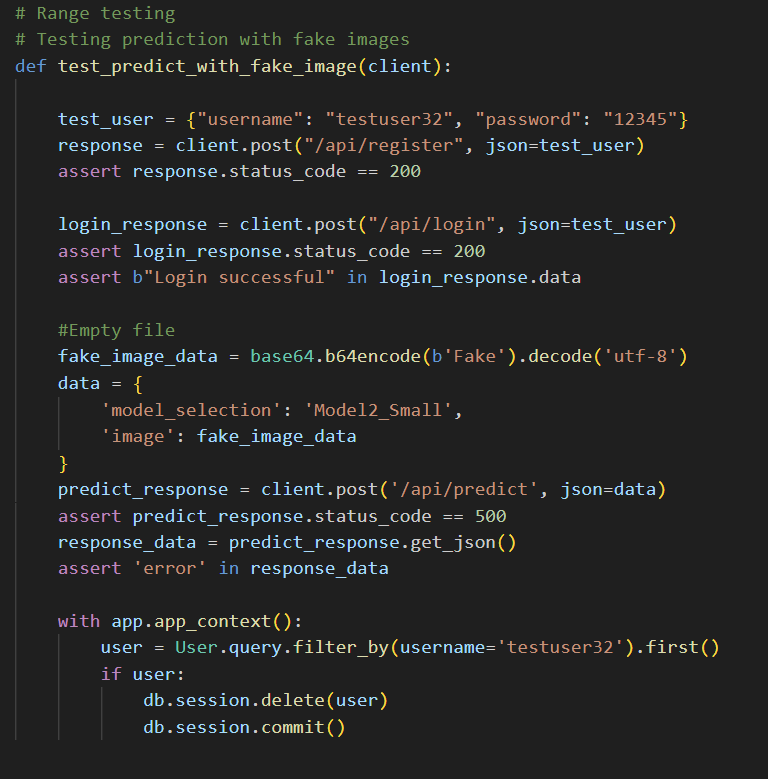 # Range testing
# Testing prediction with fake images
def test_predict_with_fake_image(client):
test_user = {"username": "testuser32", "password": "12345"}
response = client.post("/api/register", json=test_user)
assert response.status_code == 200
login_response = client.post("/api/login", json=test_user)
assert login_response.status_code == 200
assert b"Login successful" in login_response.data
#Empty file
fake_image_data = base64.b64encode(b'Fake').decode('utf-8')
data = {
'model_selection': 'Model2_Small',
'image': fake_image_data
}
predict_response = client.post('/api/predict', json=data)
assert predict_response.status_code == 500
response_data = predict_response.get_json()
assert 'error' in response_data
with app.app_context():
user = User.query.filter_by(username='testuser32').first()
if user:
db.session.delete(user)
db.session.commit()